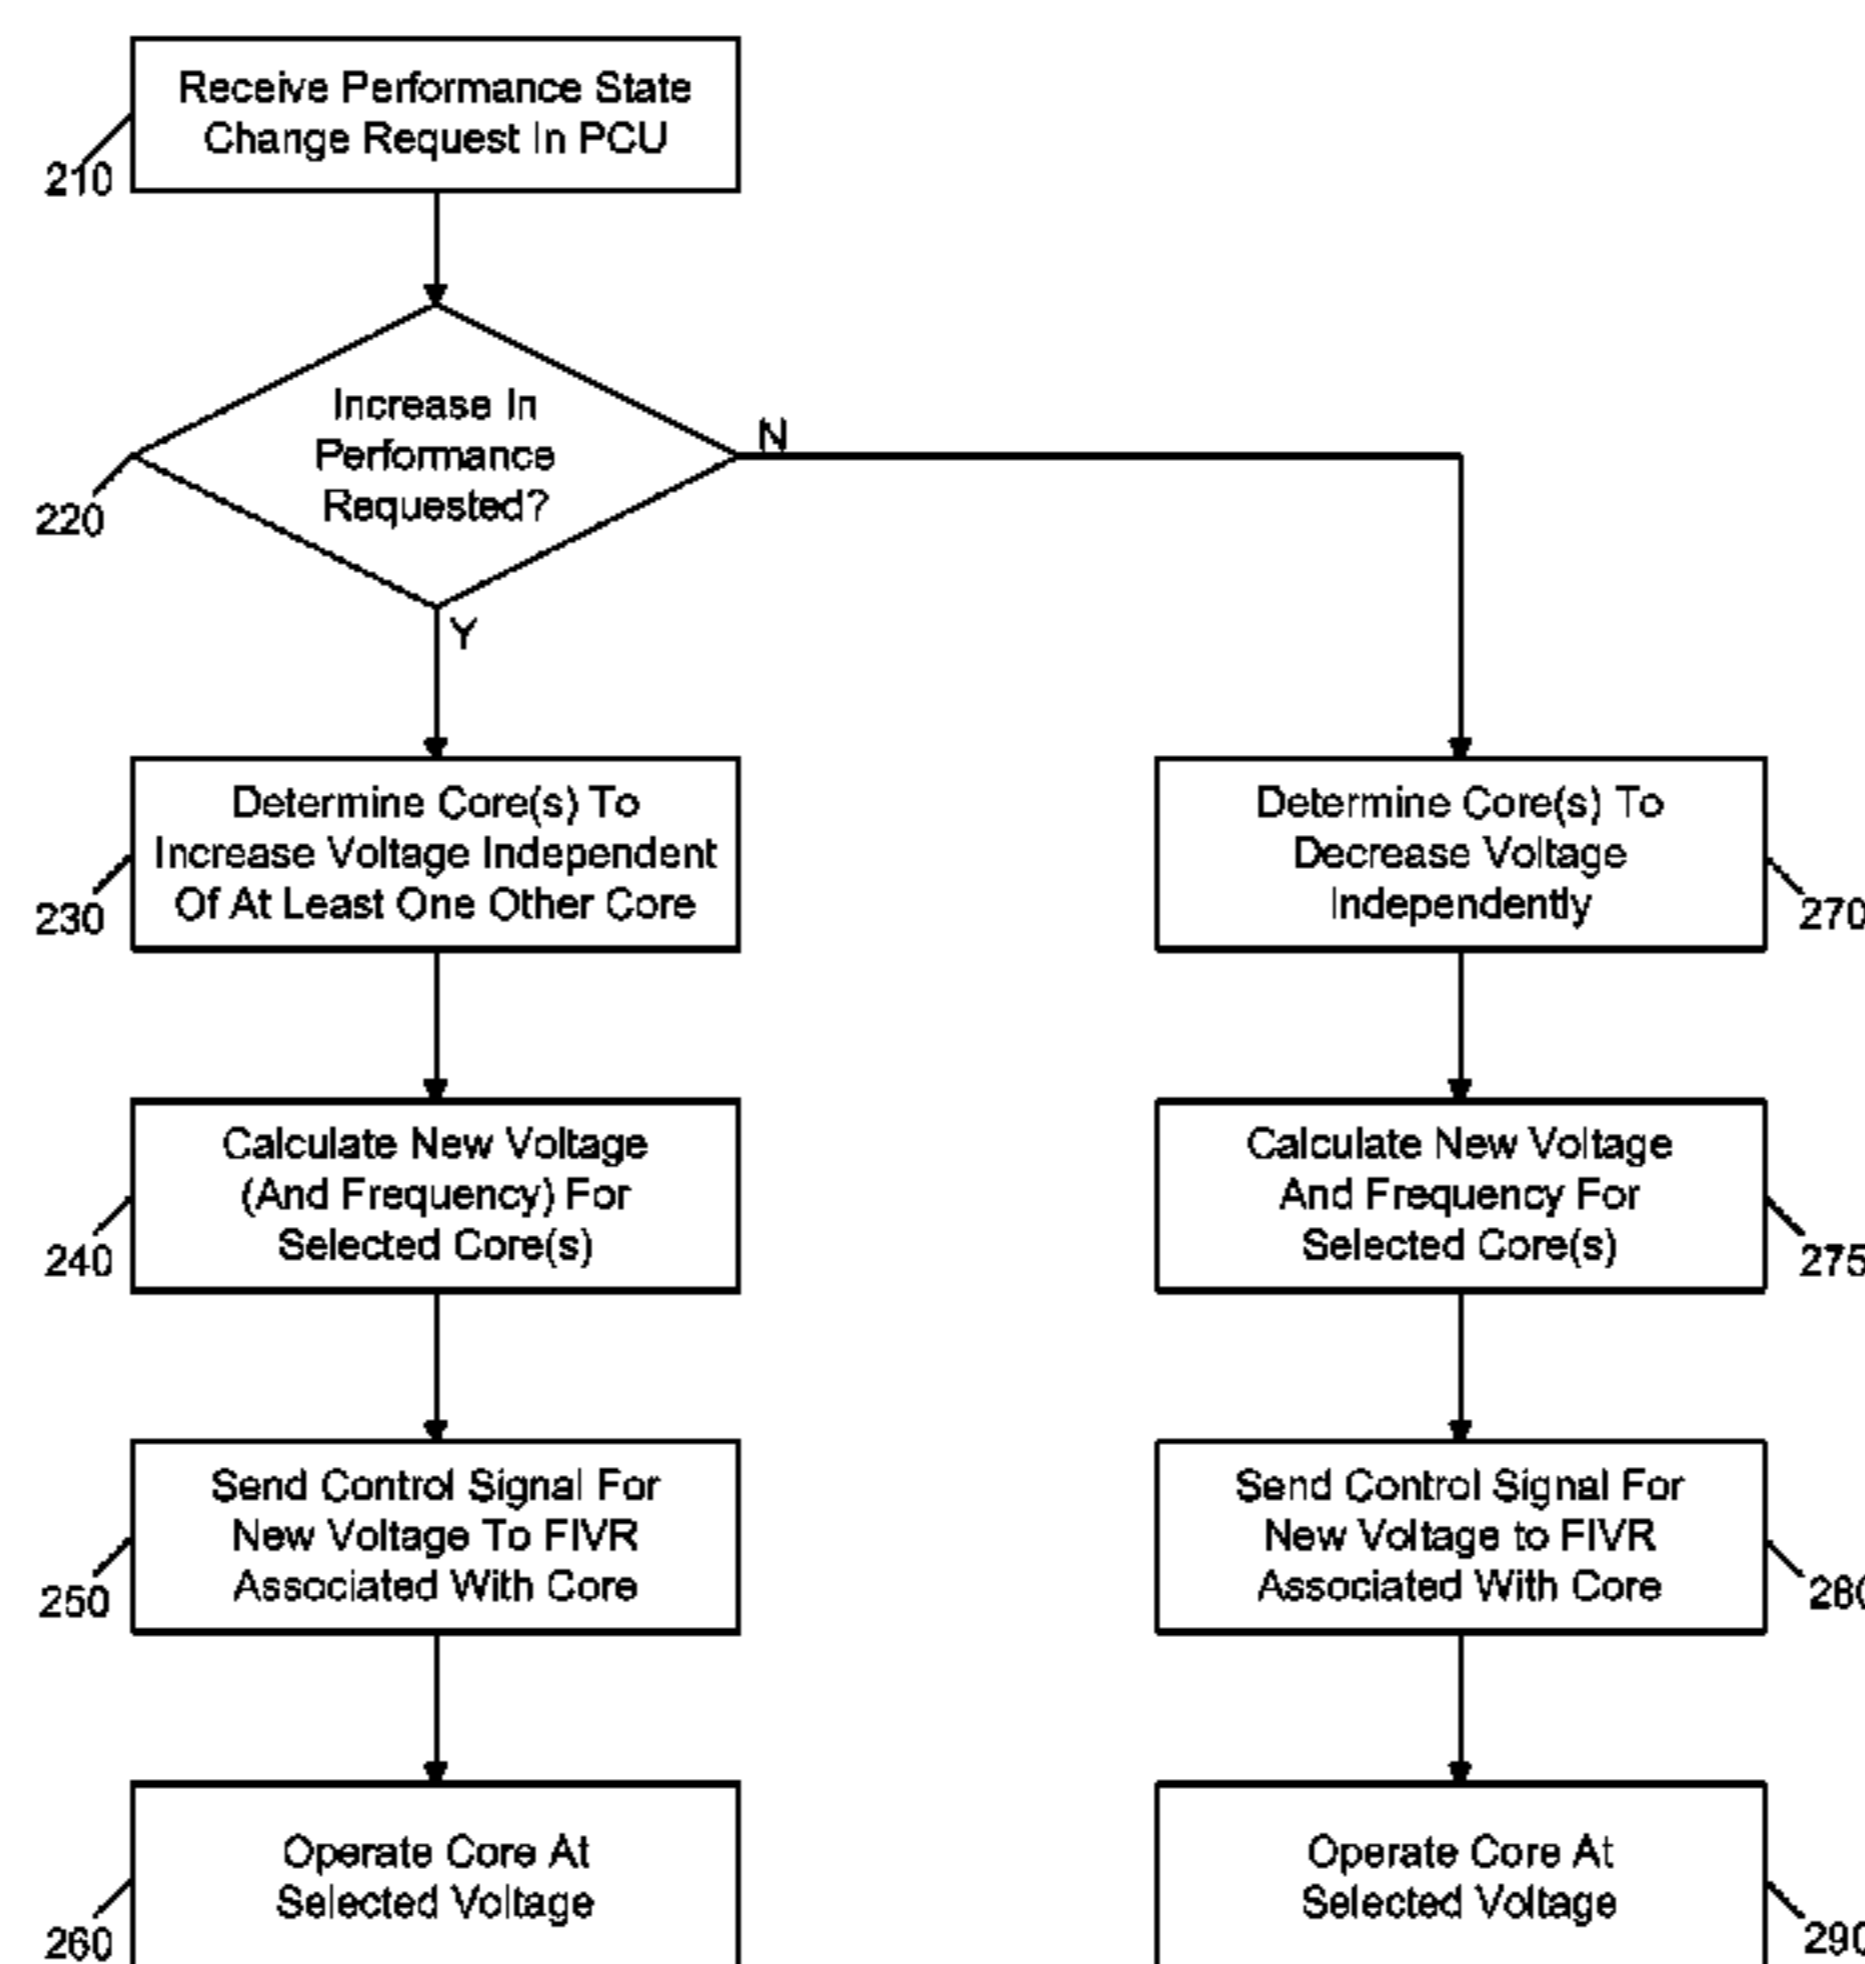 Receive Performance State
Change Request In PCU
210
Increase In
Performance
Requested?
220
N
Y
Determine Core(s) To
Increase Voltage Independent
Of At Least One Other Core
230
Determine Core(s) To
Decrease Voltage
Independently
270
Calculate New Voltage
(And Frequency) For
Selected Core(s)
240
Calculate New Voltage
And Frequency For
Selected Core(s)
275
Send Control Signal For
New Voltage To FIVR
Associated With Core
250
Send Control Signal For
New Voltage to FIVR
Associated With Core
280
Operate Core At
Selected Voltage
260
Operate Core At
Selected Voltage
290